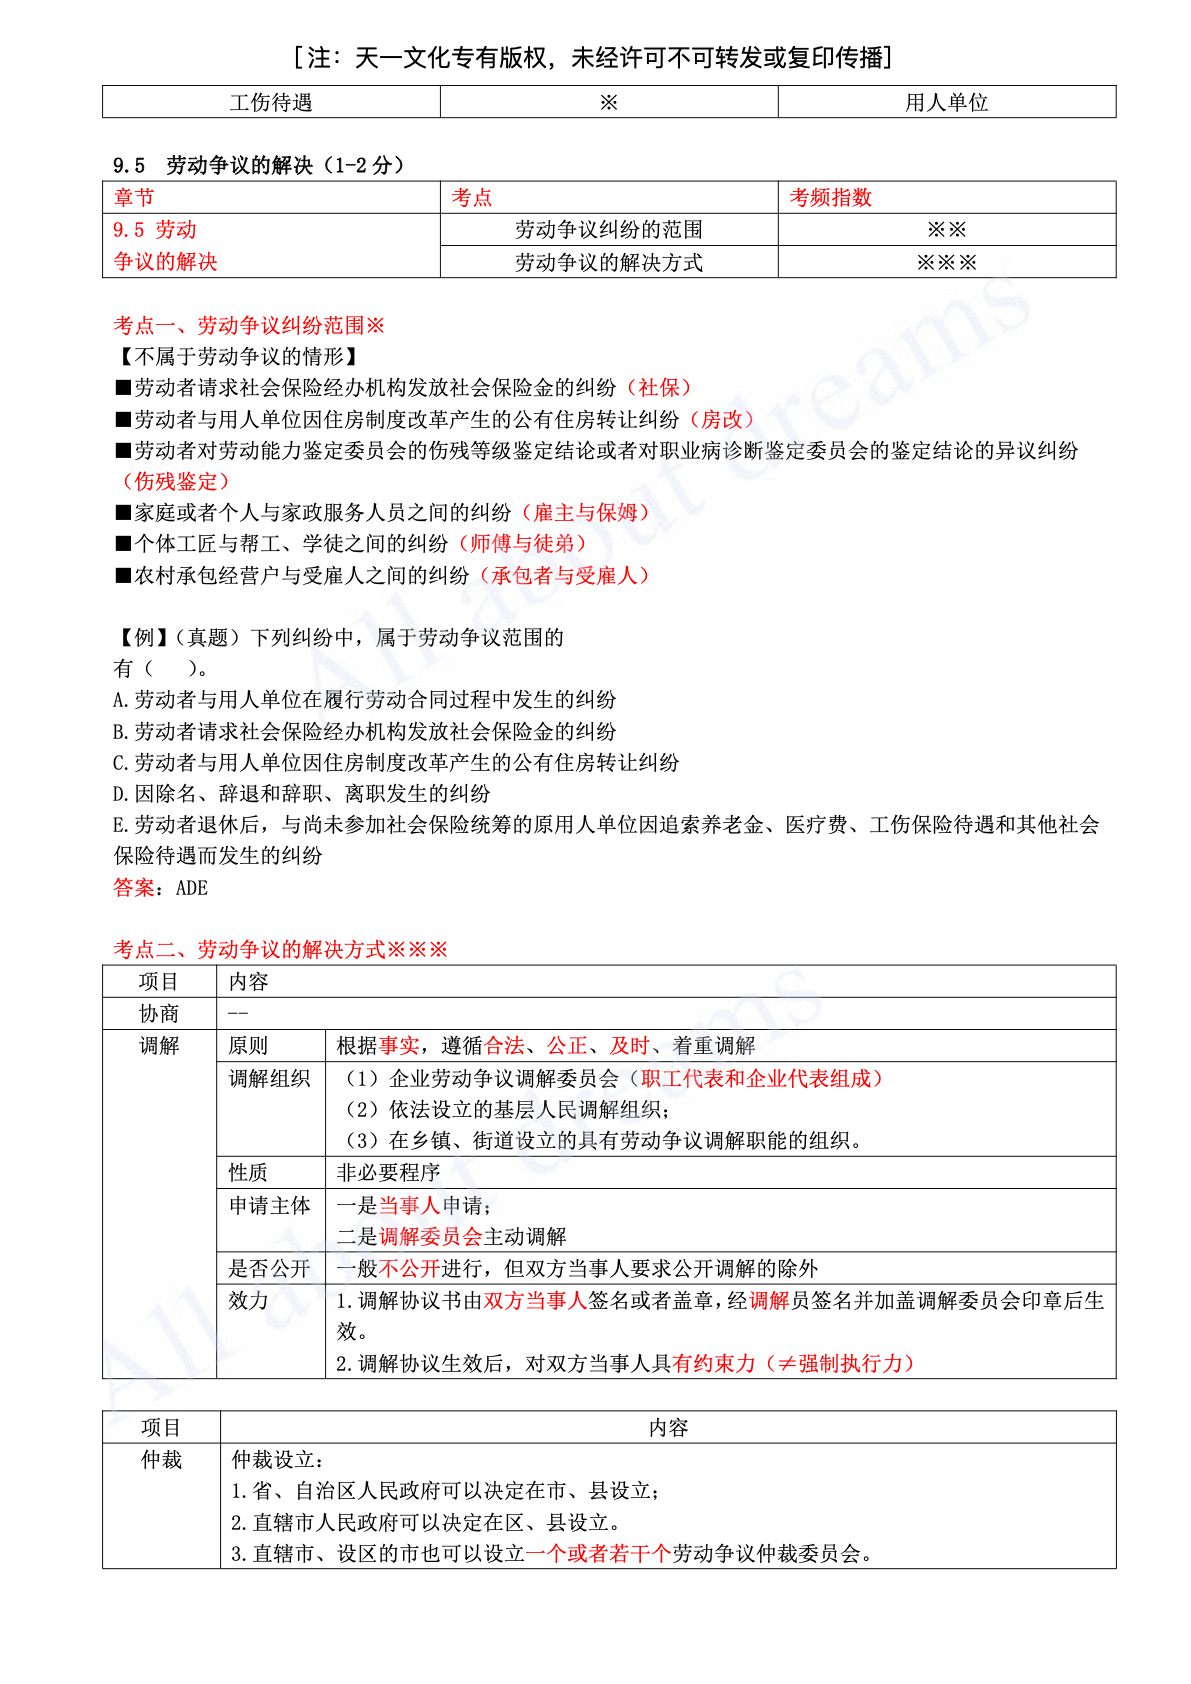 [注：天一文化专有版权，未经许可不可转发或复印传播]
工伤待遇 ※ 用人单位
9.5 劳动争议的解决（1-2 分）
章节 考点 考频指数
9.5 劳动 劳动争议纠纷的范围 ※※
争议的解决 劳动争议的解决方式 ※※※
考点一、劳动争议纠纷范围※
【不属于劳动争议的情形】
■劳动者请求社会保险经办机构发放社会保险金的纠纷（社保）
■劳动者与用人单位因住房制度改革产生的公有住房转让纠纷（房改）
■劳动者对劳动能力鉴定委员会的伤残等级鉴定结论或者对职业病诊断鉴定委员会的鉴定结论的异议纠纷
（伤残鉴定）
■家庭或者个人与家政服务人员之间的纠纷（雇主与保姆）
■个体工匠与帮工、学徒之间的纠纷（师傅与徒弟）
■农村承包经营户与受雇人之间的纠纷（承包者与受雇人）
【例】（真题）下列纠纷中，属于劳动争议范围的
有（ ）。
A.劳动者与用人单位在履行劳动合同过程中发生的纠纷
B.劳动者请求社会保险经办机构发放社会保险金的纠纷
C.劳动者与用人单位因住房制度改革产生的公有住房转让纠纷
D.因除名、辞退和辞职、离职发生的纠纷
E.劳动者退休后，与尚未参加社会保险统筹的原用人单位因追索养老金、医疗费、工伤保险待遇和其他社会
保险待遇而发生的纠纷
答案：ADE
考点二、劳动争议的解决方式※※※
项目 内容
协商 --
调解 原则 根据事实，遵循合法、公正、及时、着重调解
调解组织 （1）企业劳动争议调解委员会（职工代表和企业代表组成）
（2）依法设立的基层人民调解组织；
（3）在乡镇、街道设立的具有劳动争议调解职能的组织。
性质 非必要程序
申请主体 一是当事人申请；
二是调解委员会主动调解
是否公开 一般不公开进行，但双方当事人要求公开调解的除外
效力 1.调解协议书由双方当事人签名或者盖章，经调解员签名并加盖调解委员会印章后生
效。
2.调解协议生效后，对双方当事人具有约束力（≠强制执行力）
项目 内容
仲裁 仲裁设立：
1.省、自治区人民政府可以决定在市、县设立；
2.直辖市人民政府可以决定在区、县设立。
3.直辖市、设区的市也可以设立一个或者若干个劳动争议仲裁委员会。
All about dreams
All about dreams